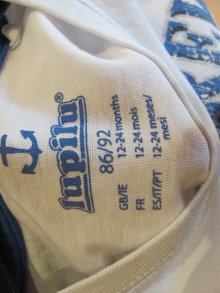 lupilu
86/92
12-24 months
GB/IE
12-24 mois
FR
12-24 meses/
mesi
ES/IT/PT